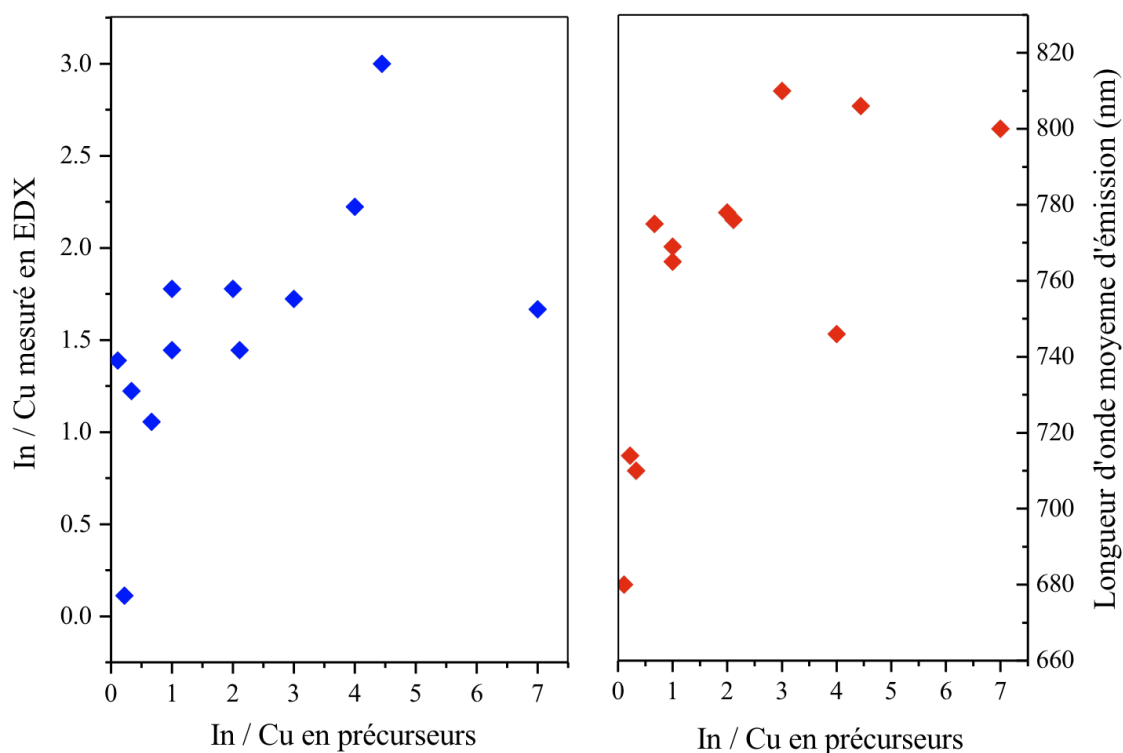 In / Cu mesuré en EDX
3.0
2.5
2.0
1.5
1.0
0.5
0.0
0 1 2 3 4 5 6 7
In / Cu en précurseurs
820
800
780
760
740
720
700
680
660
Longueur d'onde moyenne d'émission (nm)
0 1 2 3 4 5 6 7
In / Cu en précurseurs